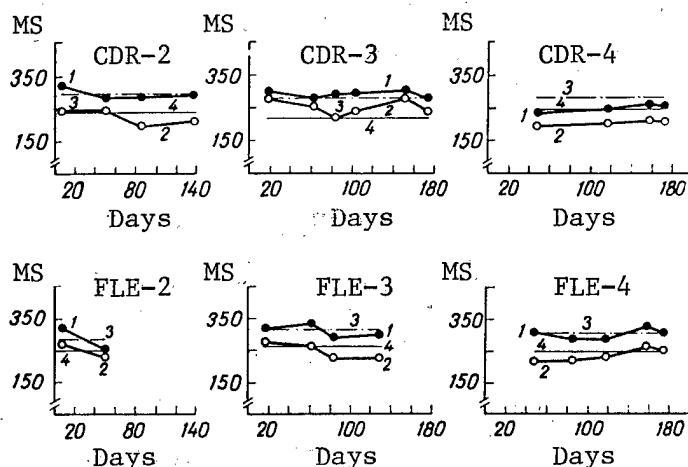 MS MS MS
CDR-2 CDR-3 CDR-4
350 350 350
1 3 4 2
1 3 2 4
3 4 1 2
150 150 150
20 80 140 20 100 180 20 100 180
Days Days Days
MS MS MS
FLE-2 FLE-3 FLE-4
350 350 350
1 3 4 2
3 1 4 2
3 4 2
150 150 150
20 80 140 20 100 180 20 100 180
Days Days Days